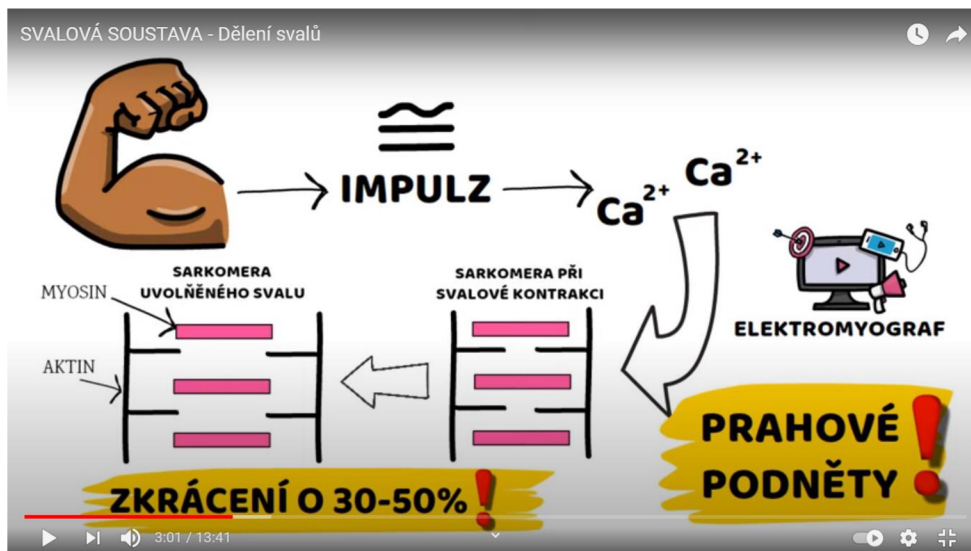 SVALOVÁ SOUSTAVA - Dělení svalů
IMPULZ
Ca²⁺
Ca²⁺
SARKOMERA
UVOLŇĚNÉHO SVALU
SARKOMERA PŘI
SVALOVÉ KONTRAKCI
MYOSIN
AKTIN
ELEKTROMYOGRAF
PRAHOVÉ
PODNĚTY!
ZKRÁCENÍ O 30-50%!
3:01 / 13:41